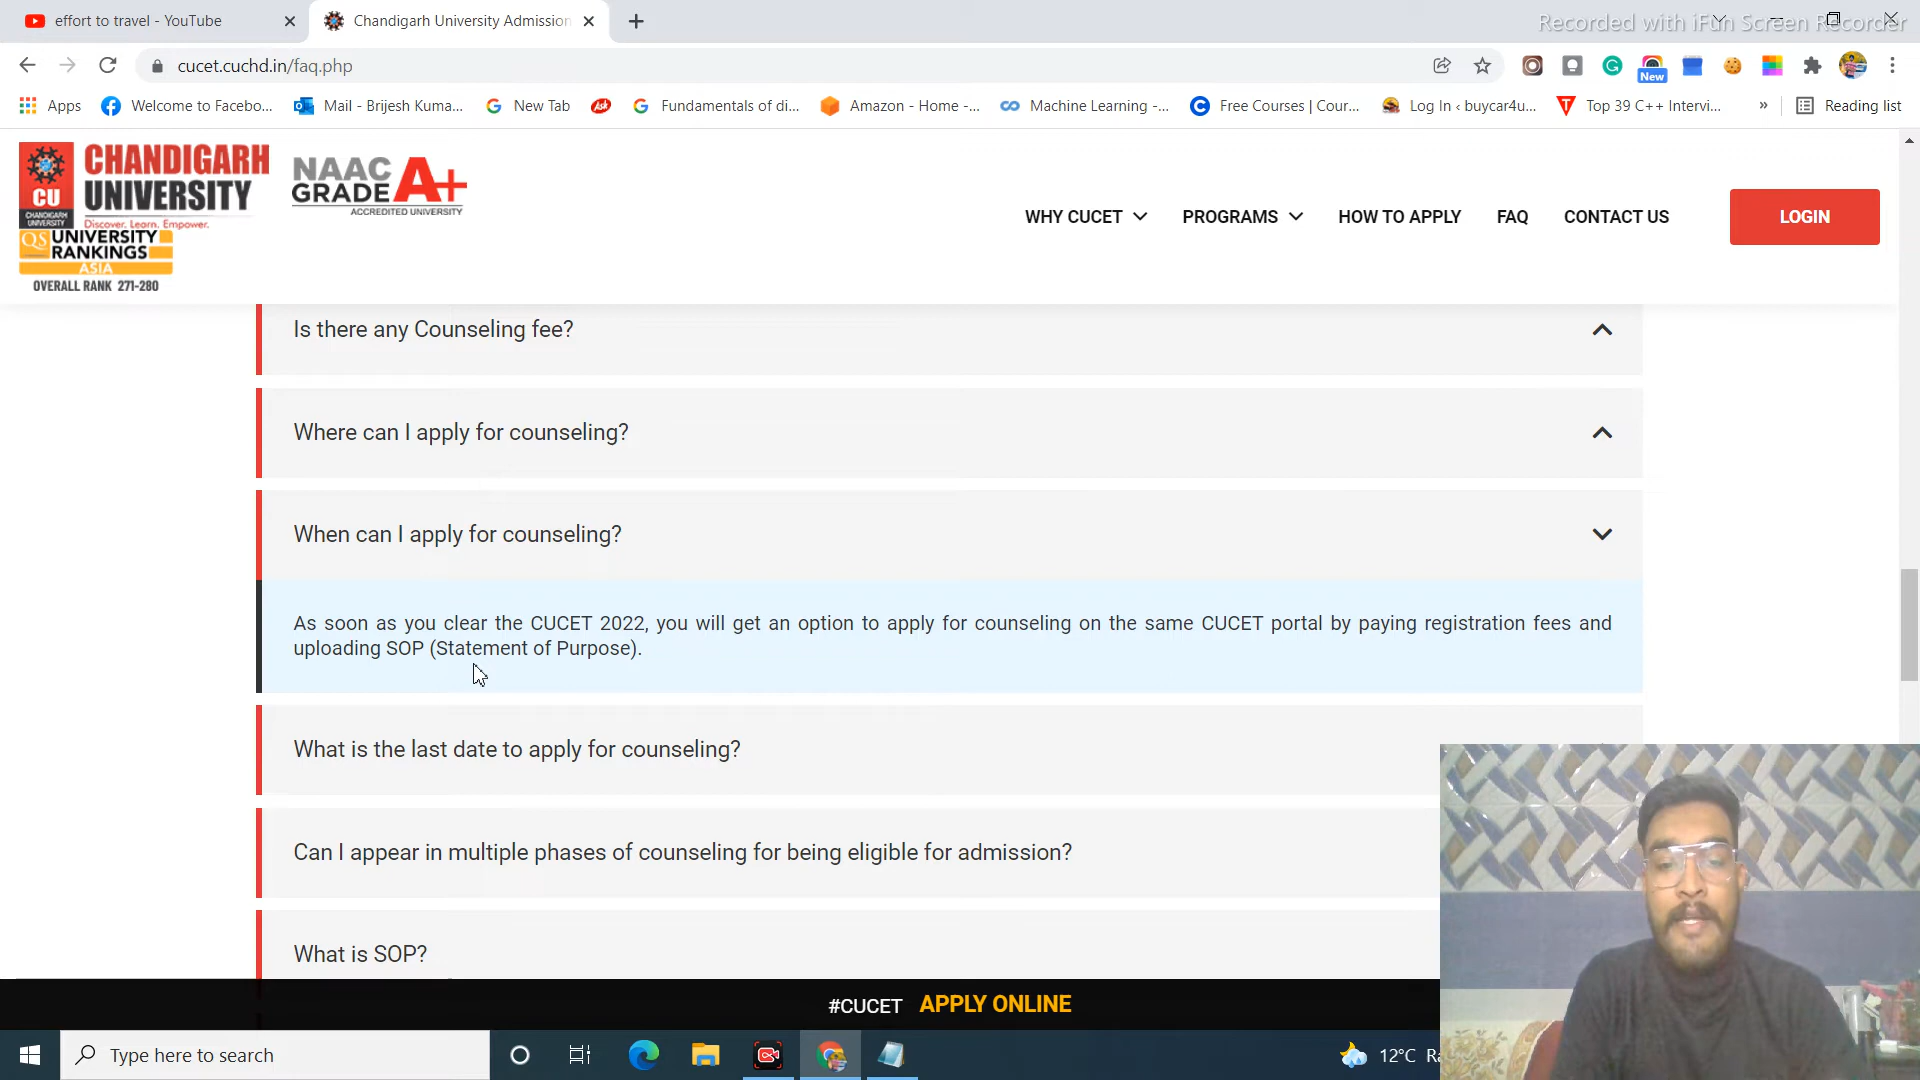 effort to travel - YouTube
Chandigarh University Admission
Recorded with iFun Screen Recorder
cucet.cuchd.in/faq.php
New
Apps
Welcome to Facebo...
Mail - Brijesh Kuma...
New Tab
Ask
Fundamentals of di...
Amazon - Home -...
Machine Learning -...
Free Courses | Cour...
Log In ‹ buycar4u...
Top 39 C++ Intervi...
»
Reading list
CU
CHANDIGARH
UNIVERSITY
CHANDIGARH
UNIVERSITY
Discover. Learn. Empower.
NAAC
GRADE A+
ACCREDITED UNIVERSITY
QS UNIVERSITY
RANKINGS
ASIA
OVERALL RANK 271-280
WHY CUCET
PROGRAMS
HOW TO APPLY
FAQ
CONTACT US
LOGIN
Is there any Counseling fee?
Where can I apply for counseling?
When can I apply for counseling?
As soon as you clear the CUCET 2022, you will get an option to apply for counseling on the same CUCET portal by paying registration fees and
uploading SOP (Statement of Purpose).
What is the last date to apply for counseling?
Can I appear in multiple phases of counseling for being eligible for admission?
What is SOP?
#CUCET APPLY ONLINE
Type here to search
12°C Ra